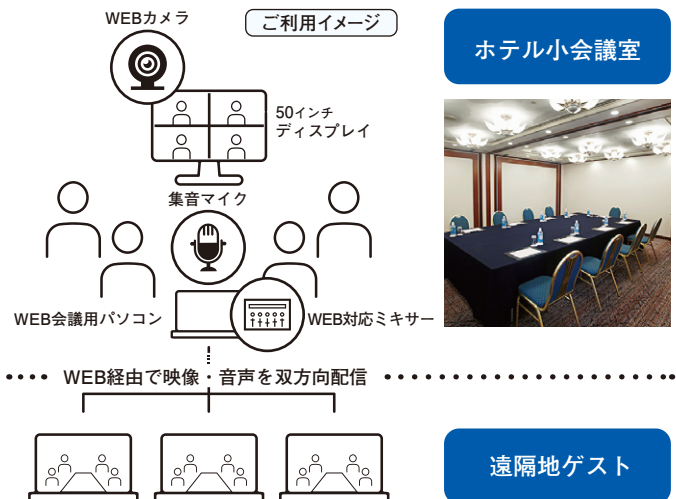 WEBカメラ
ご利用イメージ
ホテル小会議室
50インチ
ディスプレイ
集音マイク
WEB会議用パソコン
WEB対応ミキサー
WEB経由で映像・音声を双方向配信
遠隔地ゲスト